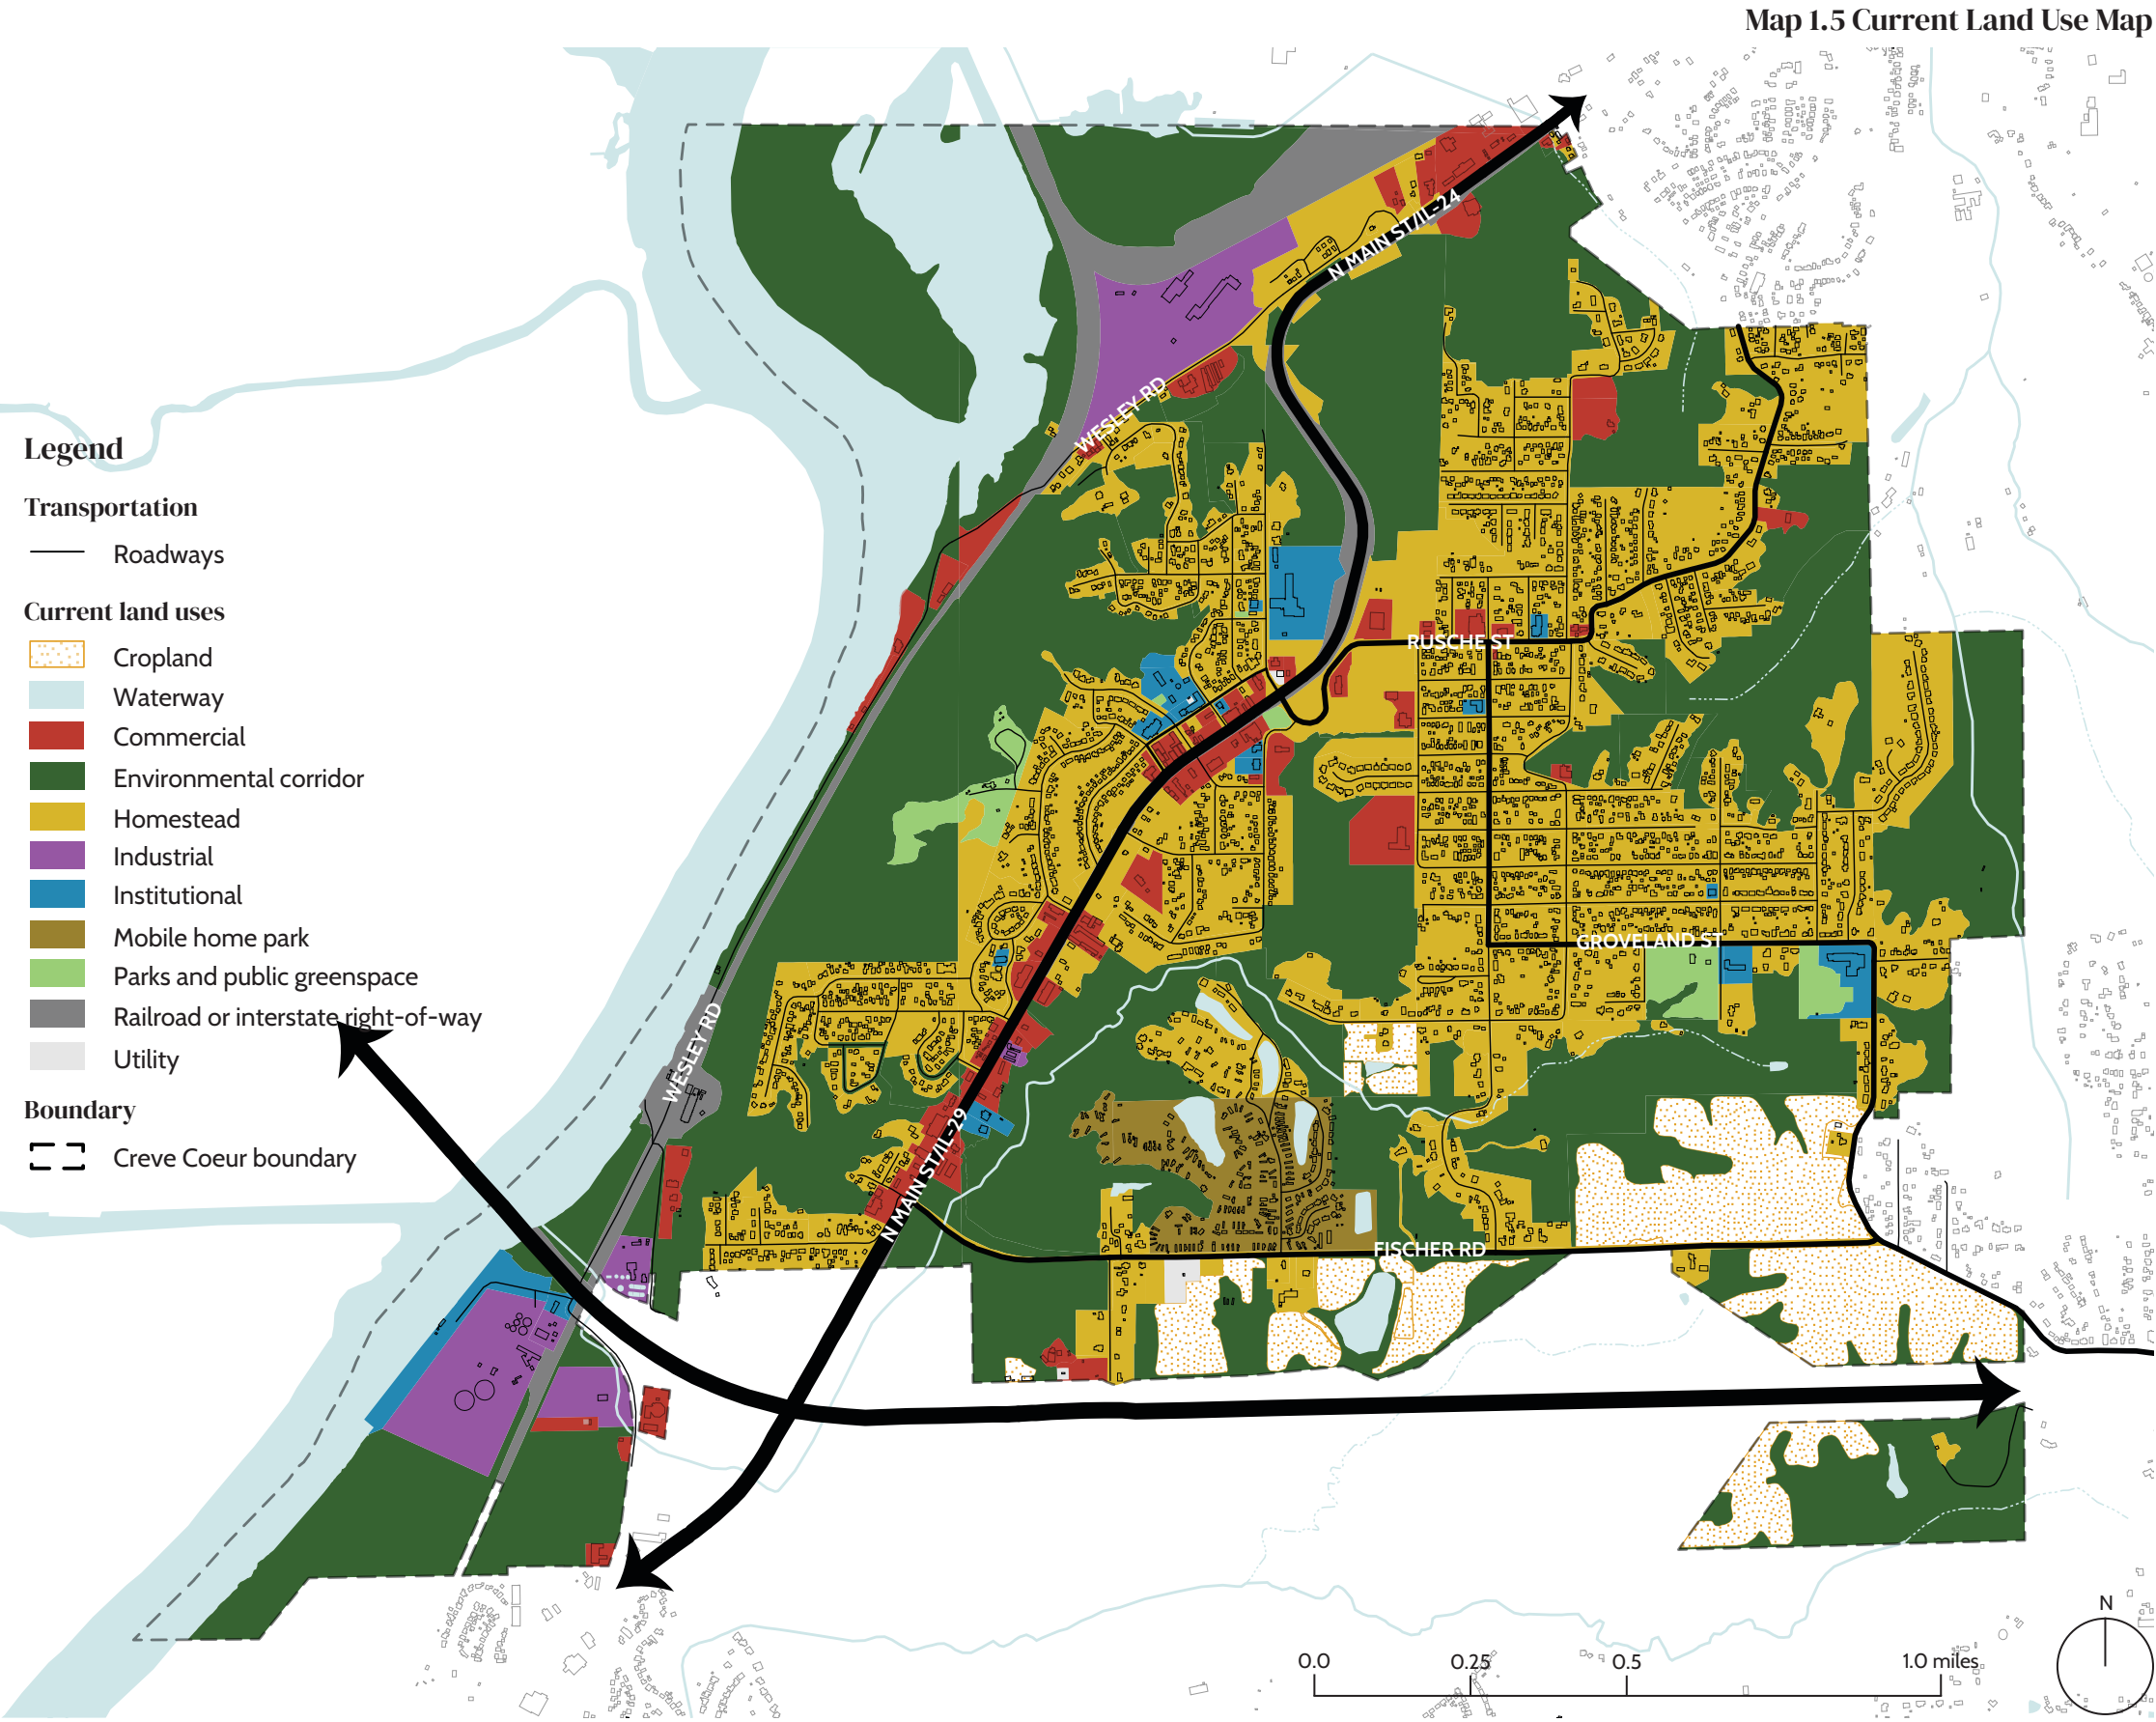 Map 1.5 Current Land Use Map
Legend
Transportation
Roadways
Current land uses
Cropland
Waterway
Commercial
Environmental corridor
Homestead
Industrial
Institutional
Mobile home park
Parks and public greenspace
Railroad or interstate right-of-way
Utility
Boundary
Creve Coeur boundary
N MAIN ST/IL-24
WESLEY RD
RUSCHE ST
GROVELAND ST
WESLEY RD
N MAIN ST/IL-29
FISCHER RD
N
0.0 0.25 0.5 1.0 miles